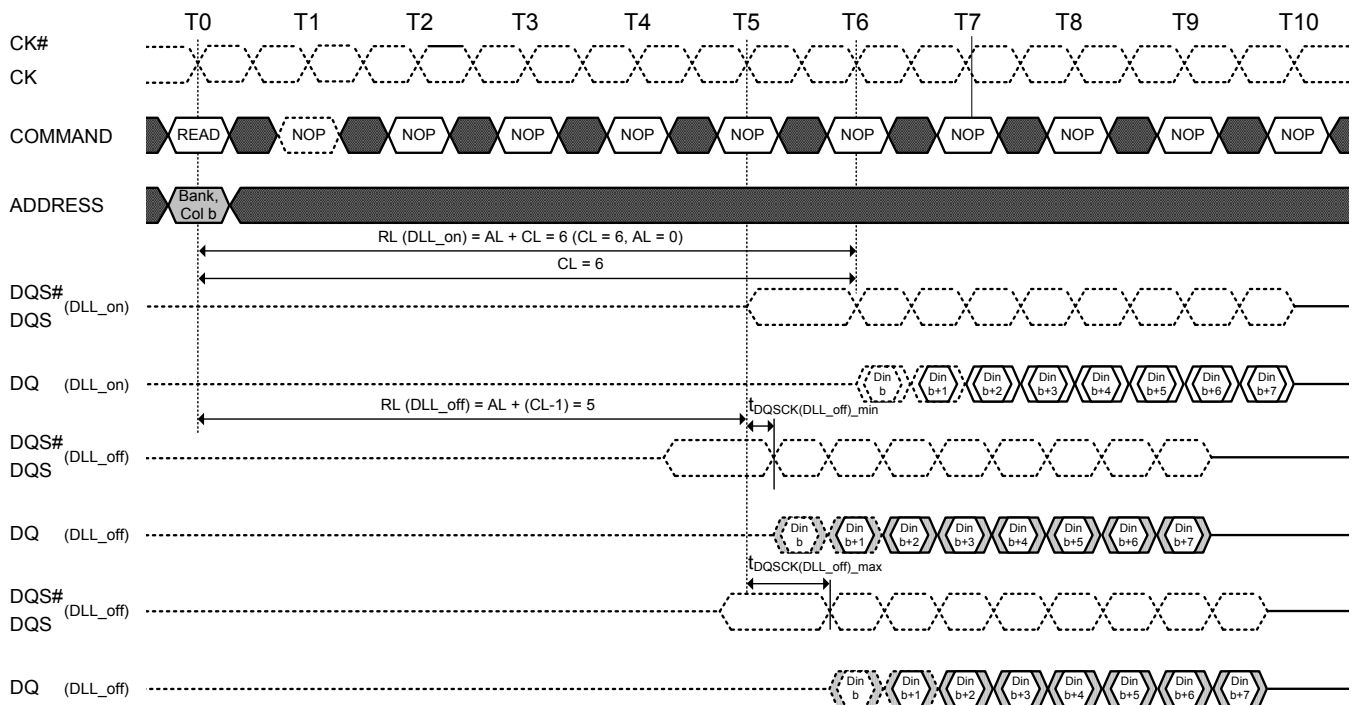 T0 T1 T2 T3 T4 T5 T6 T7 T8 T9 T10
CK#
CK
COMMAND READ NOP NOP NOP NOP NOP NOP NOP NOP NOP NOP
ADDRESS Bank,
Col b
RL (DLL_on) = AL + CL = 6 (CL = 6, AL = 0)
CL = 6
DQS# (DLL_on)
DQS
DQ (DLL_on) Din b Din b+1 Din b+2 Din b+3 Din b+4 Din b+5 Din b+6 Din b+7
RL (DLL_off) = AL + (CL-1) = 5
tDQSCK(DLL_off)_min
DQS# (DLL_off)
DQS
DQ (DLL_off) Din b Din b+1 Din b+2 Din b+3 Din b+4 Din b+5 Din b+6 Din b+7
tDQSCK(DLL_off)_max
DQS# (DLL_off)
DQS
DQ (DLL_off) Din b Din b+1 Din b+2 Din b+3 Din b+4 Din b+5 Din b+6 Din b+7